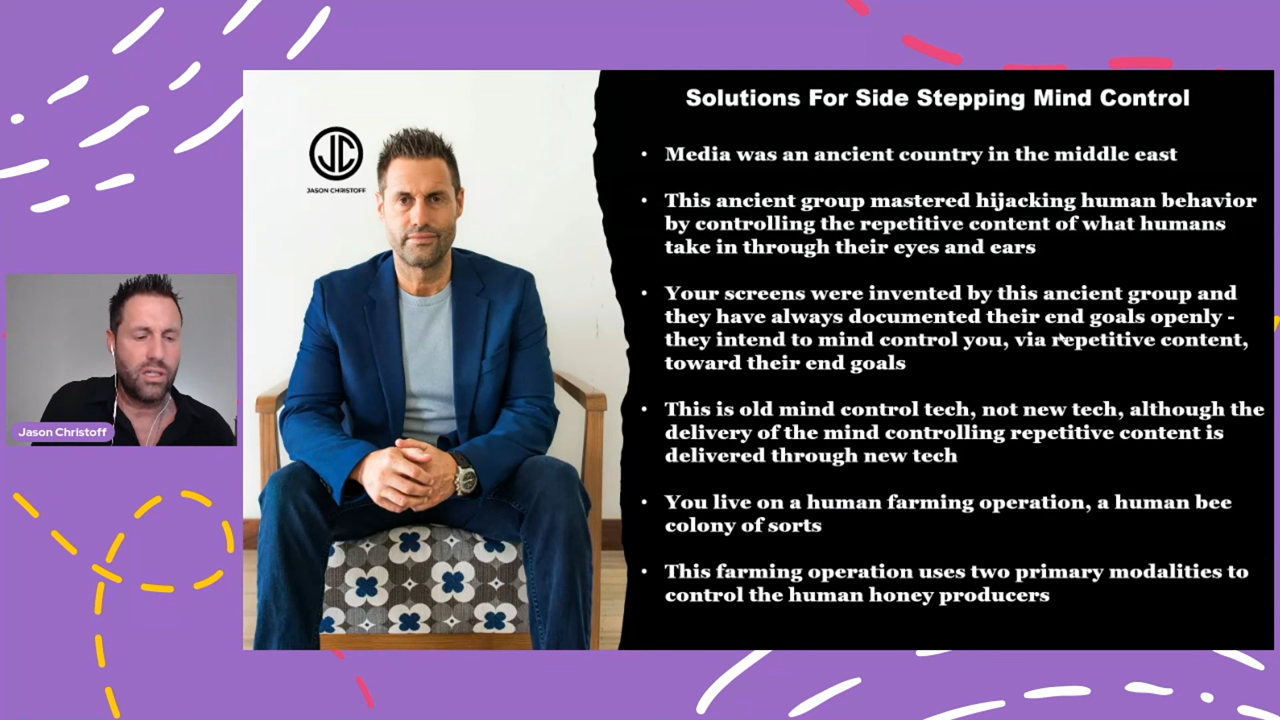 Solutions For Side Stepping Mind Control
JC
JASON CHRISTOFF
• Media was an ancient country in the middle east
• This ancient group mastered hijacking human behavior
by controlling the repetitive content of what humans
take in through their eyes and ears
• Your screens were invented by this ancient group and
they have always documented their end goals openly -
they intend to mind control you, via repetitive content,
toward their end goals
• This is old mind control tech, not new tech, although the
delivery of the mind controlling repetitive content is
delivered through new tech
• You live on a human farming operation, a human bee
colony of sorts
• This farming operation uses two primary modalities to
control the human honey producers
Jason Christoff